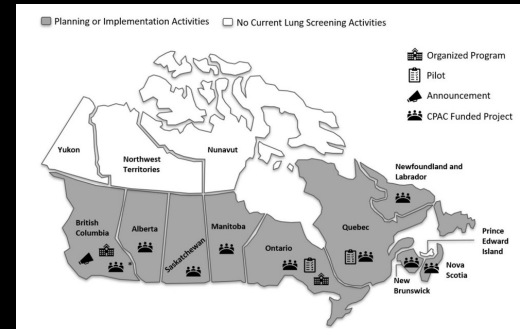 Planning or Implementation Activities
No Current Lung Screening Activities
Organized Program
Pilot
Announcement
CPAC Funded Project
Yukon
Northwest
Territories
Nunavut
Newfoundland and
Labrador
British
Columbia
Alberta
Saskatchewan
Manitoba
Ontario
Quebec
Prince
Edward
Island
Nova
Scotia
New
Brunswick
*